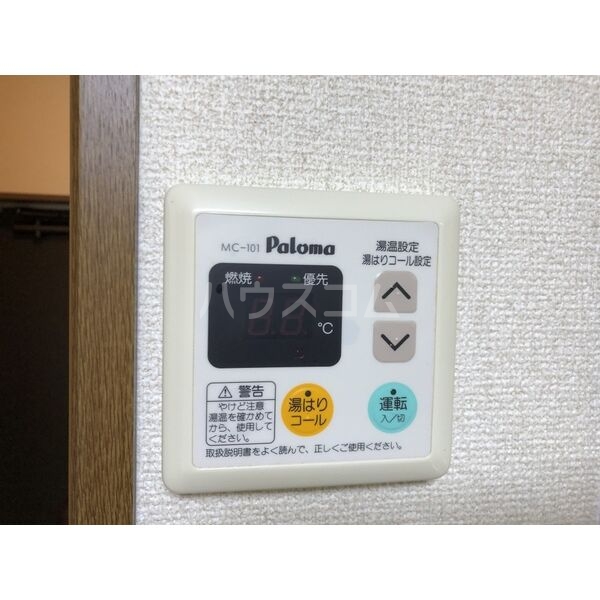 MC-101 Paloma
湯温設定
湯はりコール設定
燃焼 優先
ハウスコム
℃
⚠ 警告
やけど注意
湯温を確かめて
から、使用して
ください。
湯はり
コール
運転
入／切
取扱説明書をよく読んで、正しくご使用ください。